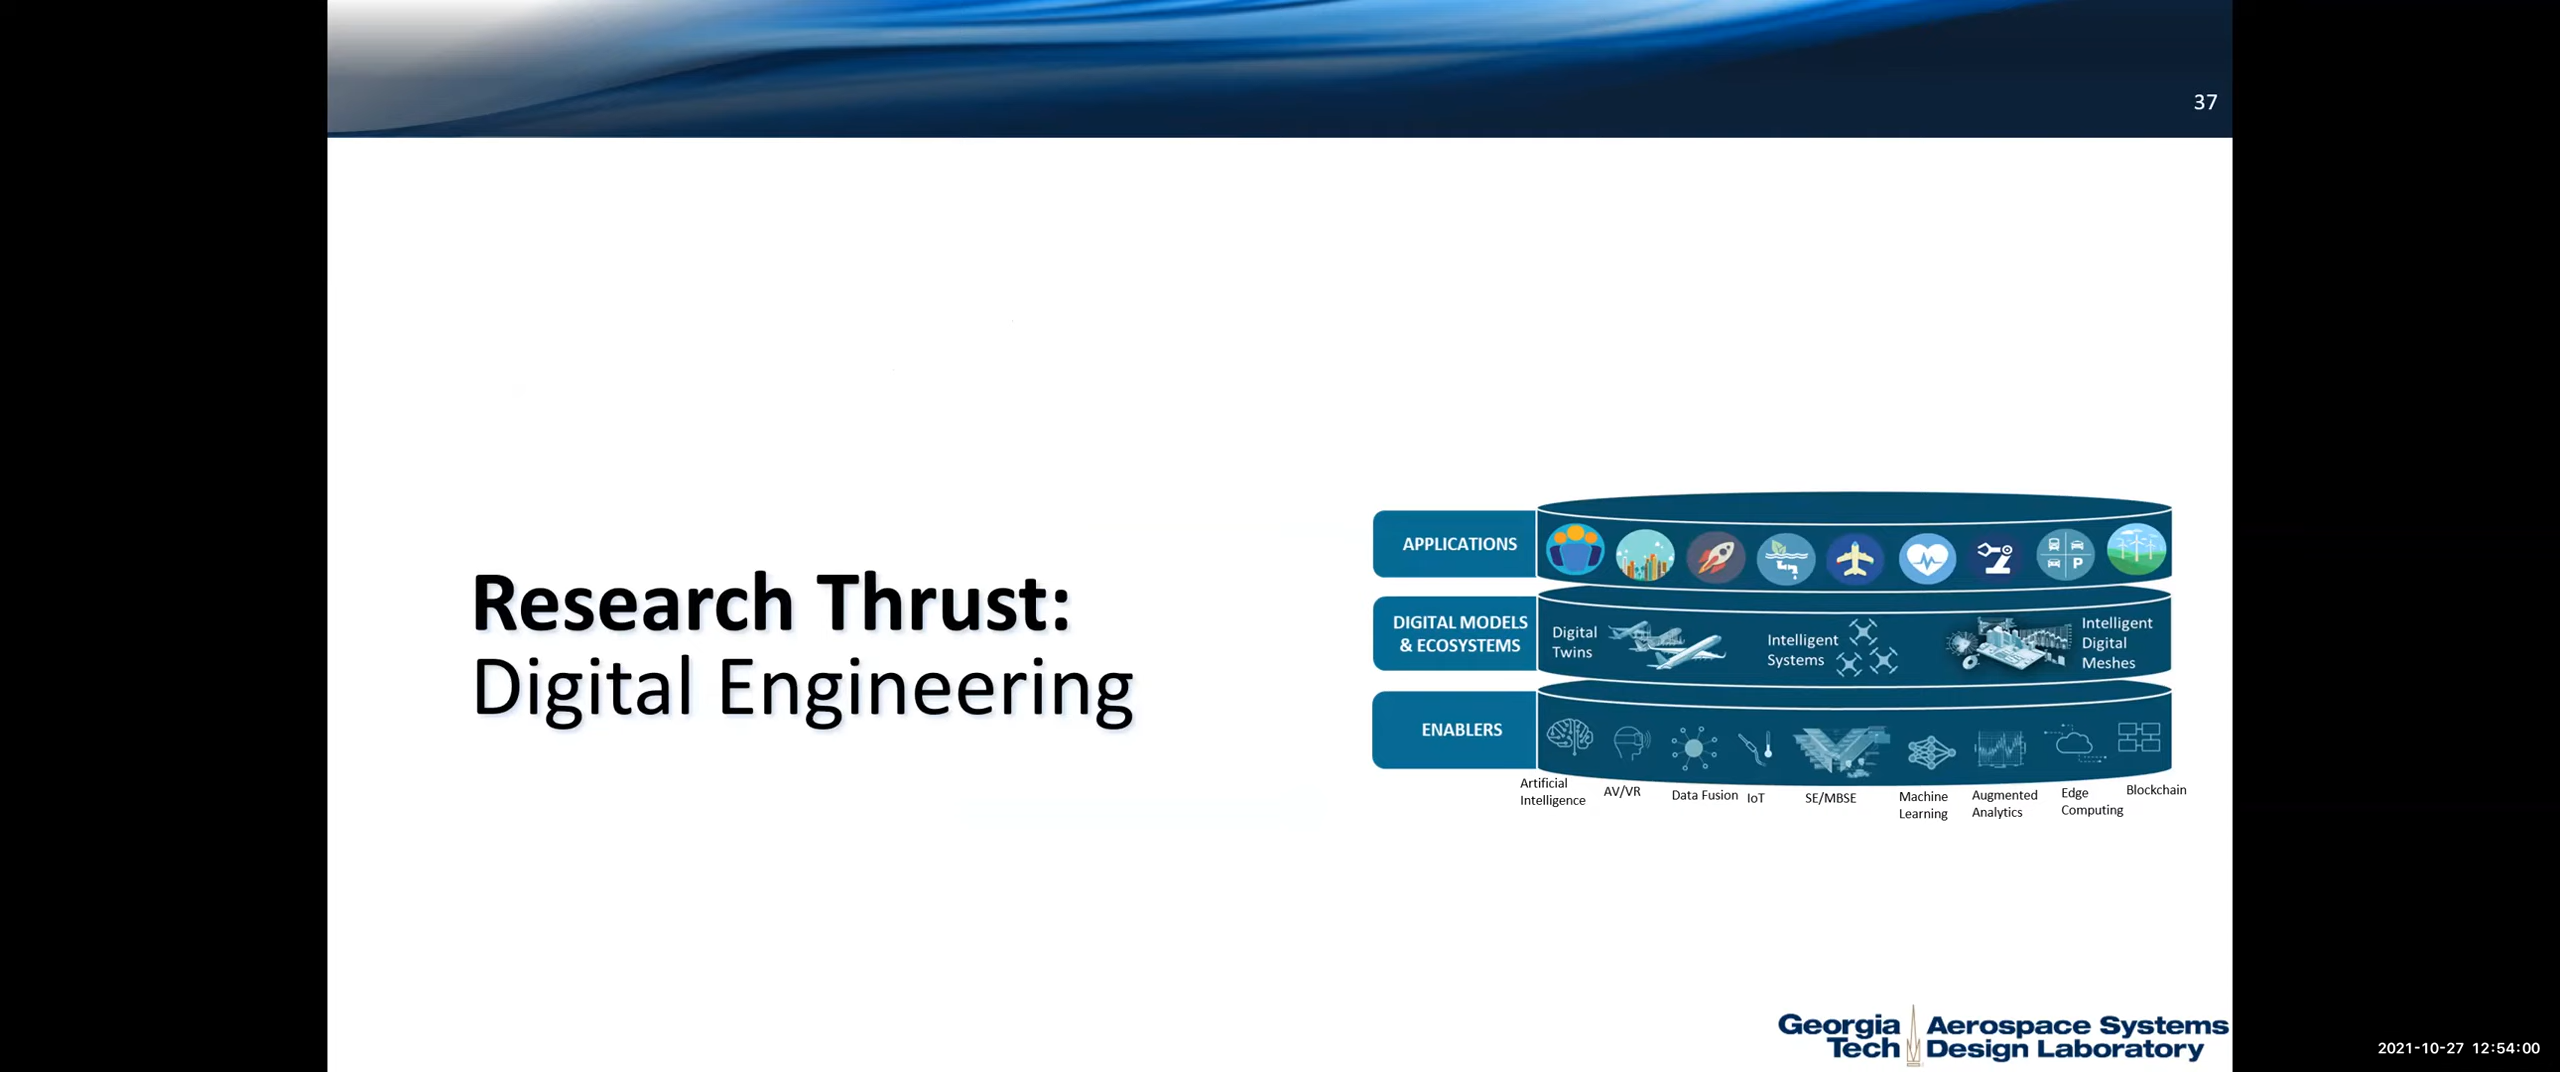 37
Research Thrust:
Digital Engineering
APPLICATIONS
P
DIGITAL MODELS
& ECOSYSTEMS
Digital
Twins
Intelligent
Systems
Intelligent
Digital
Meshes
ENABLERS
Artificial
Intelligence
AV/VR
Data Fusion
IoT
SE/MBSE
Machine
Learning
Augmented
Analytics
Edge
Computing
Blockchain
Georgia
Tech
Aerospace Systems
Design Laboratory
2021-10-27 12:54:00